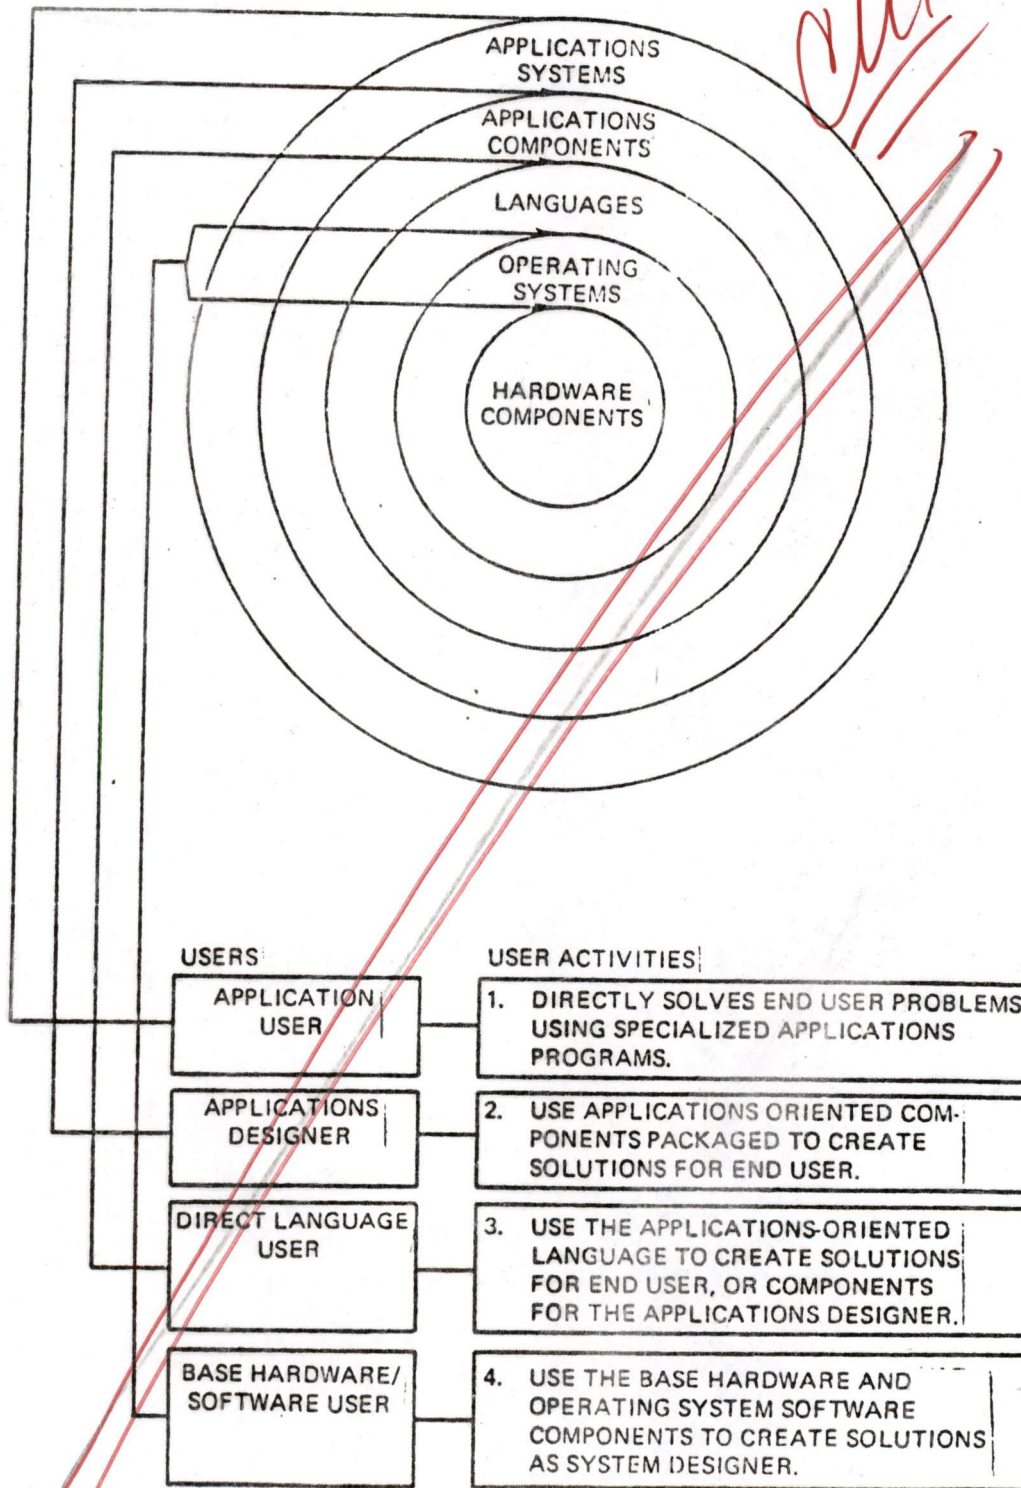 APPLICATIONS
SYSTEMS
APPLICATIONS
COMPONENTS
LANGUAGES
OPERATING
SYSTEMS
HARDWARE
COMPONENTS
USERS
USER ACTIVITIES
APPLICATION
USER
1. DIRECTLY SOLVES END USER PROBLEMS
USING SPECIALIZED APPLICATIONS
PROGRAMS.
APPLICATIONS
DESIGNER
2. USE APPLICATIONS ORIENTED COM-
PONENTS PACKAGED TO CREATE
SOLUTIONS FOR END USER.
DIRECT LANGUAGE
USER
3. USE THE APPLICATIONS-ORIENTED
LANGUAGE TO CREATE SOLUTIONS
FOR END USER, OR COMPONENTS
FOR THE APPLICATIONS DESIGNER.
BASE HARDWARE/
SOFTWARE USER
4. USE THE BASE HARDWARE AND
OPERATING SYSTEM SOFTWARE
COMPONENTS TO CREATE SOLUTIONS
AS SYSTEM DESIGNER.